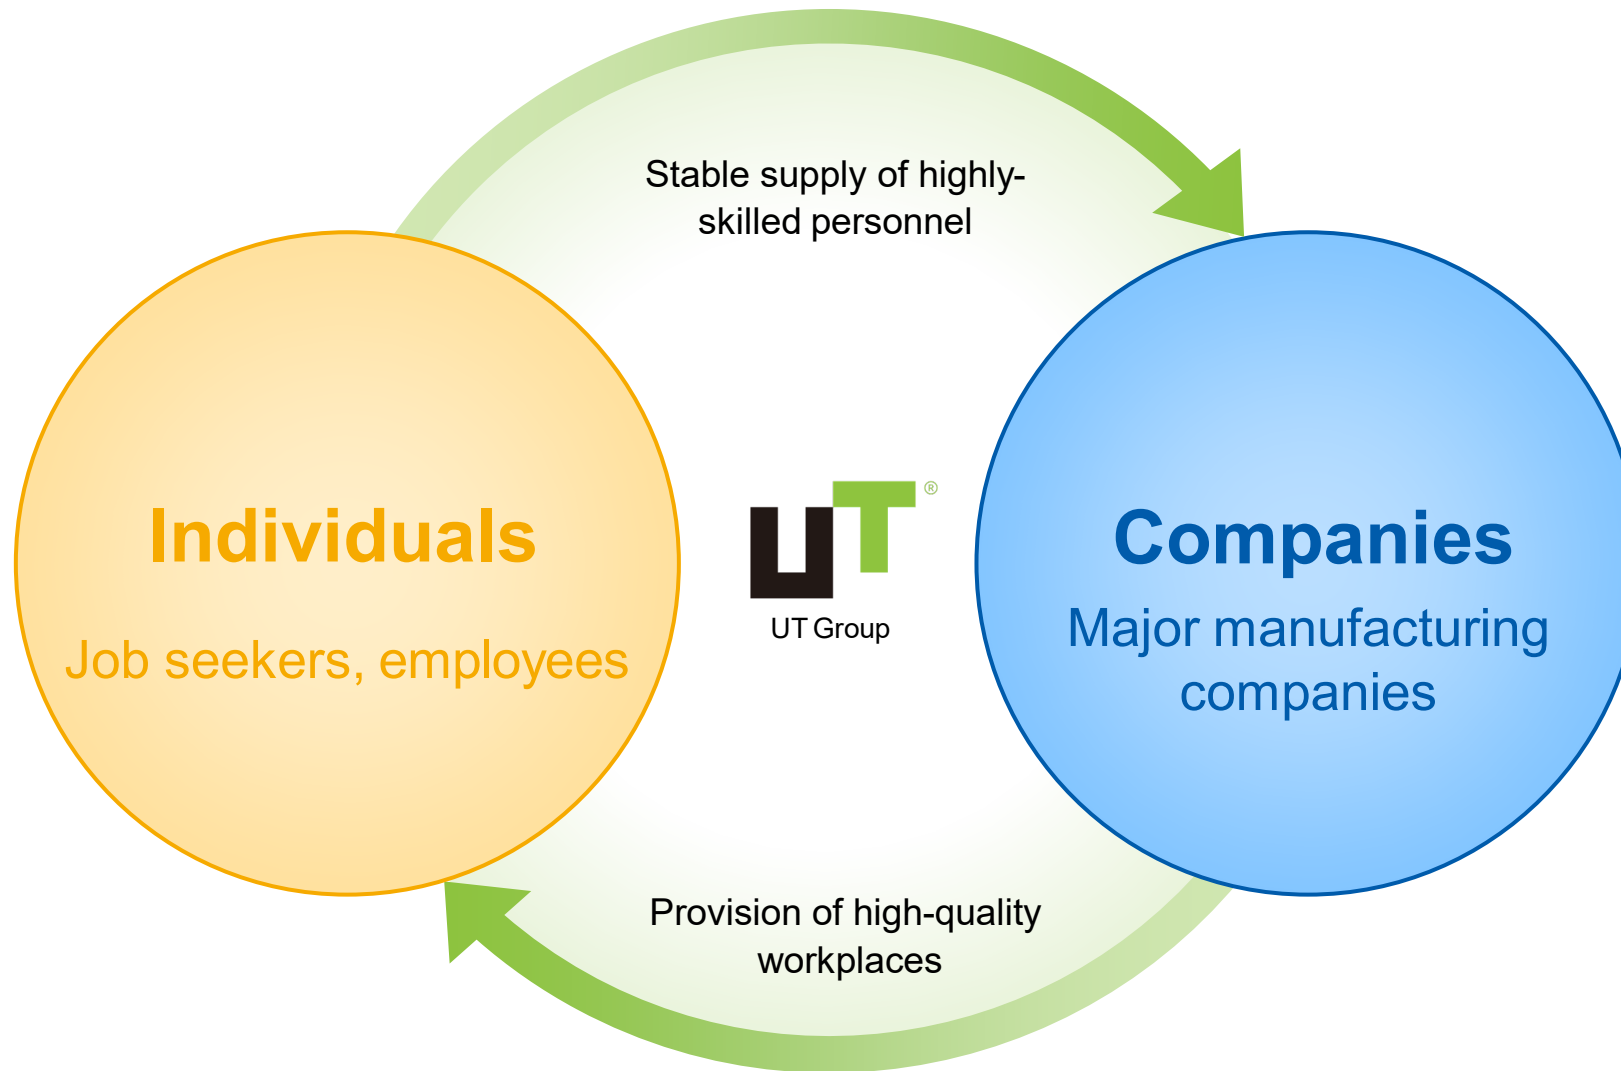 Stable supply of highly-
skilled personnel
UT®
UT Group
Individuals
Job seekers, employees
Companies
Major manufacturing
companies
Provision of high-quality
workplaces